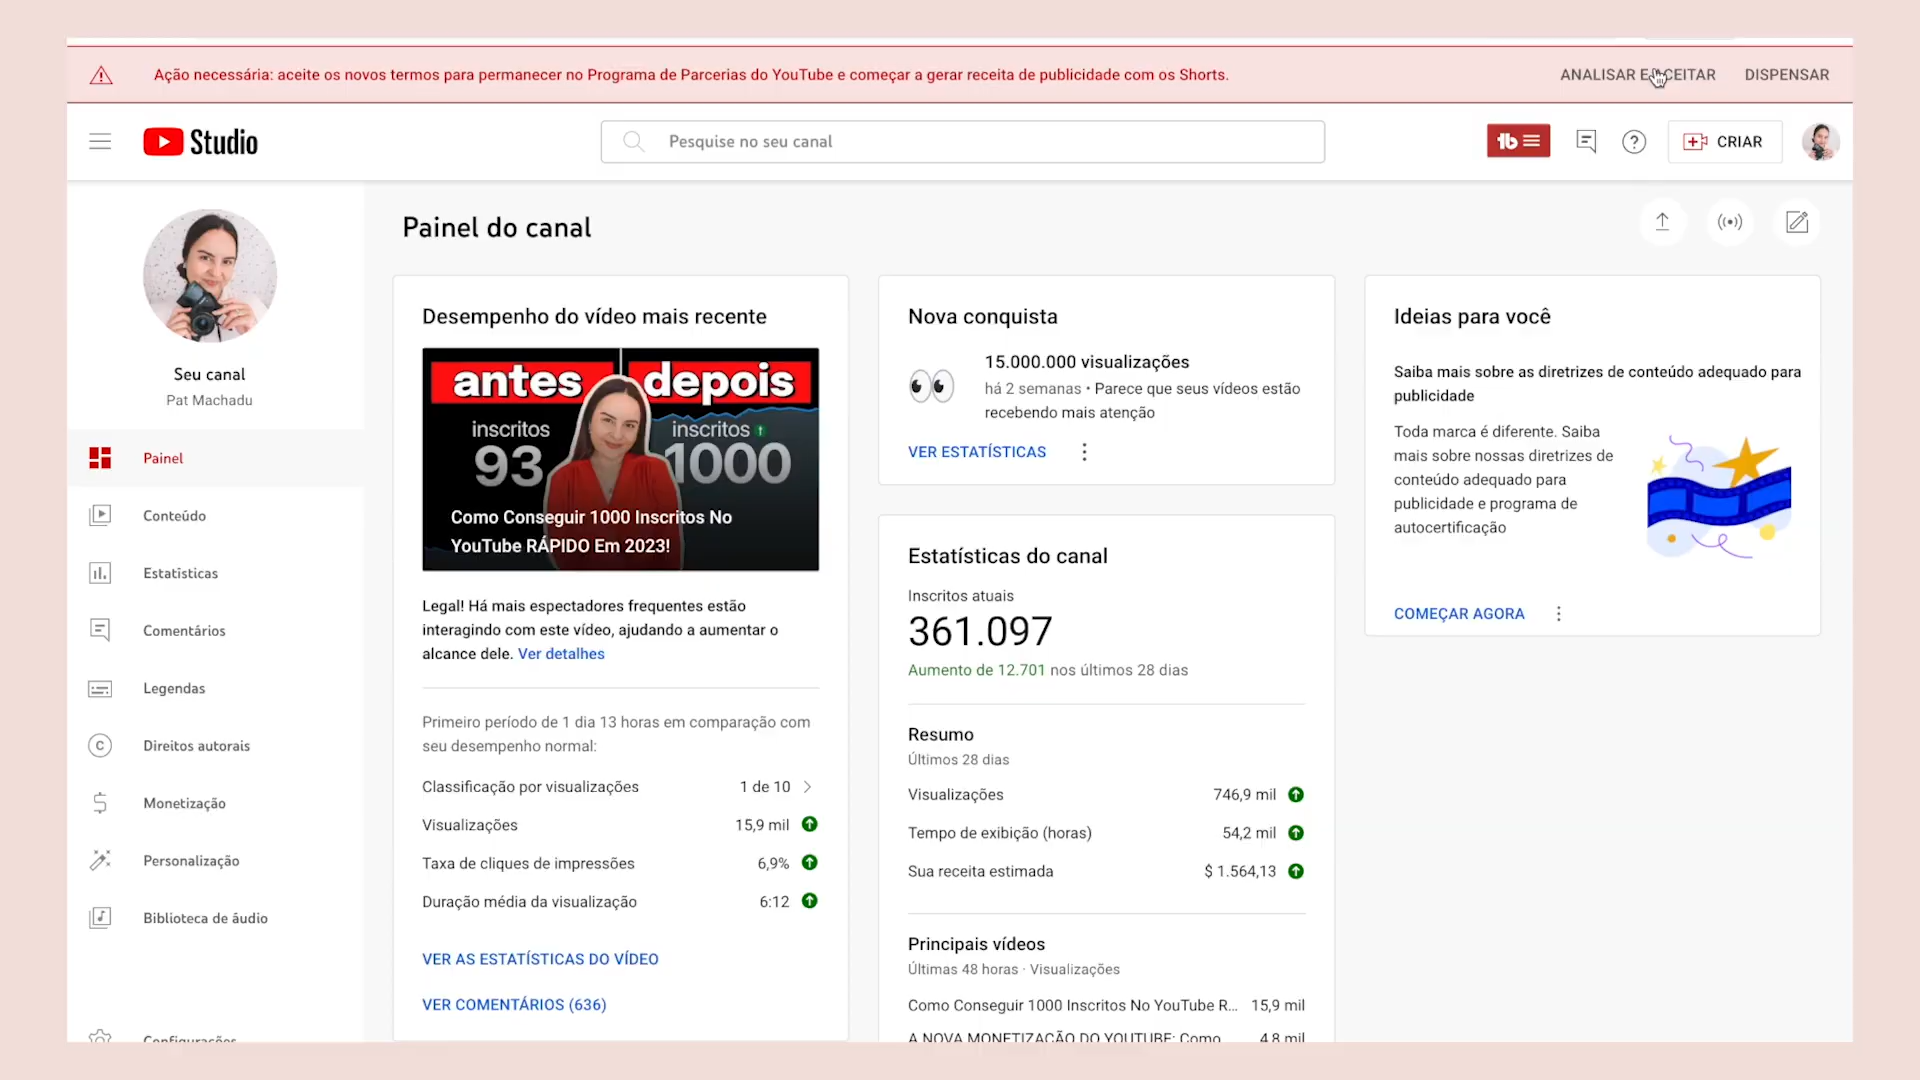 Ação necessária: aceite os novos termos para permanecer no Programa de Parcerias do YouTube e começar a gerar receita de publicidade com os Shorts.
ANALISAR E ACEITAR
DISPENSAR
Studio
Pesquise no seu canal
tb
CRIAR
Seu canal
Pat Machadu
Painel
Conteúdo
Estatísticas
Comentários
Legendas
Direitos autorais
Monetização
Personalização
Biblioteca de áudio
Configurações
Painel do canal
Desempenho do vídeo mais recente
antes depois
inscritos
93
inscritos
1000
Como Conseguir 1000 Inscritos No
YouTube RÁPIDO Em 2023!
Legal! Há mais espectadores frequentes estão
interagindo com este vídeo, ajudando a aumentar o
alcance dele. Ver detalhes
Primeiro período de 1 dia 13 horas em comparação com
seu desempenho normal:
Classificação por visualizações 1 de 10
Visualizações 15,9 mil
Taxa de cliques de impressões 6,9%
Duração média da visualização 6:12
VER AS ESTATÍSTICAS DO VÍDEO
VER COMENTÁRIOS (636)
Nova conquista
15.000.000 visualizações
há 2 semanas • Parece que seus vídeos estão
recebendo mais atenção
VER ESTATÍSTICAS
Estatísticas do canal
Inscritos atuais
361.097
Aumento de 12.701 nos últimos 28 dias
Resumo
Últimos 28 dias
Visualizações 746,9 mil
Tempo de exibição (horas) 54,2 mil
Sua receita estimada $ 1.564,13
Principais vídeos
Últimas 48 horas · Visualizações
Como Conseguir 1000 Inscritos No YouTube R... 15,9 mil
A NOVA MONETIZAÇÃO DO YOUTUBE: Como... 4,8 mil
Ideias para você
Saiba mais sobre as diretrizes de conteúdo adequado para
publicidade
Toda marca é diferente. Saiba
mais sobre nossas diretrizes de
conteúdo adequado para
publicidade e programa de
autocertificação
COMEÇAR AGORA